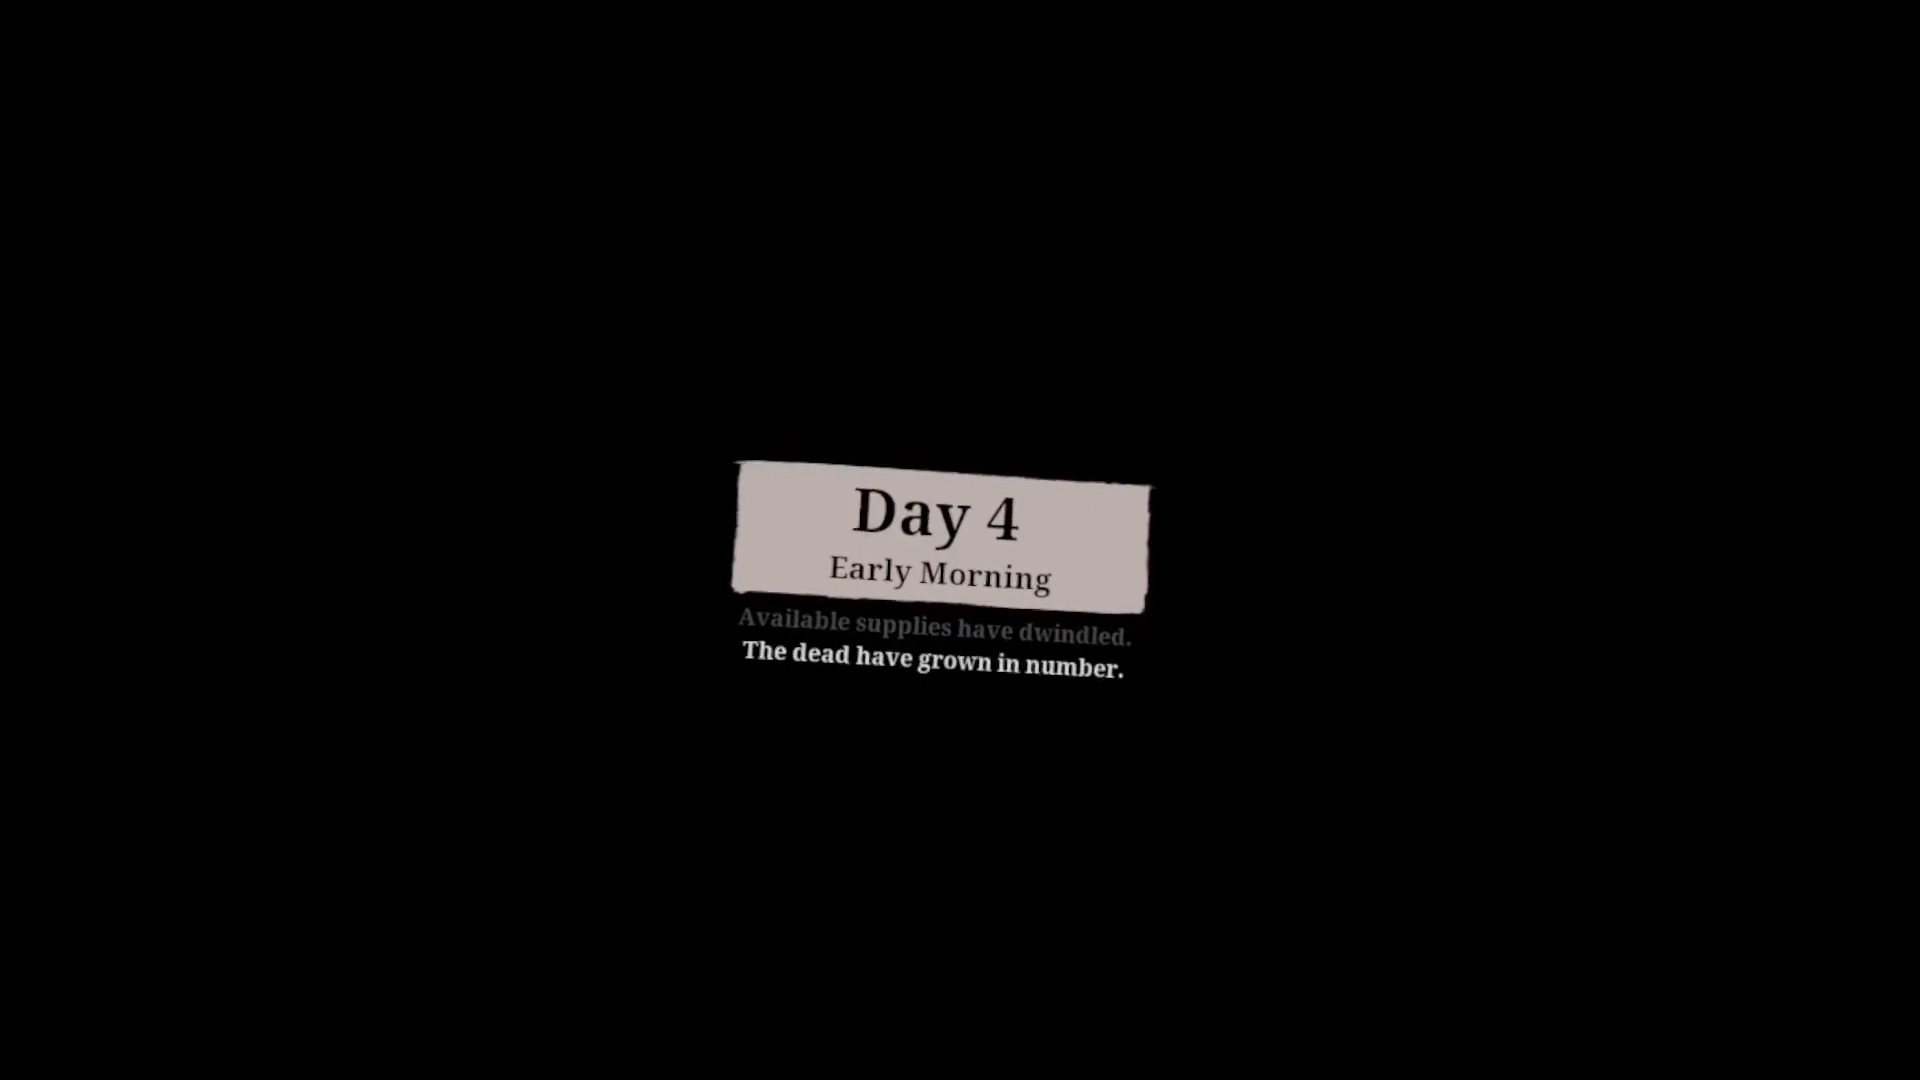 Day 4
Early Morning
Available supplies have dwindled.
The dead have grown in number.